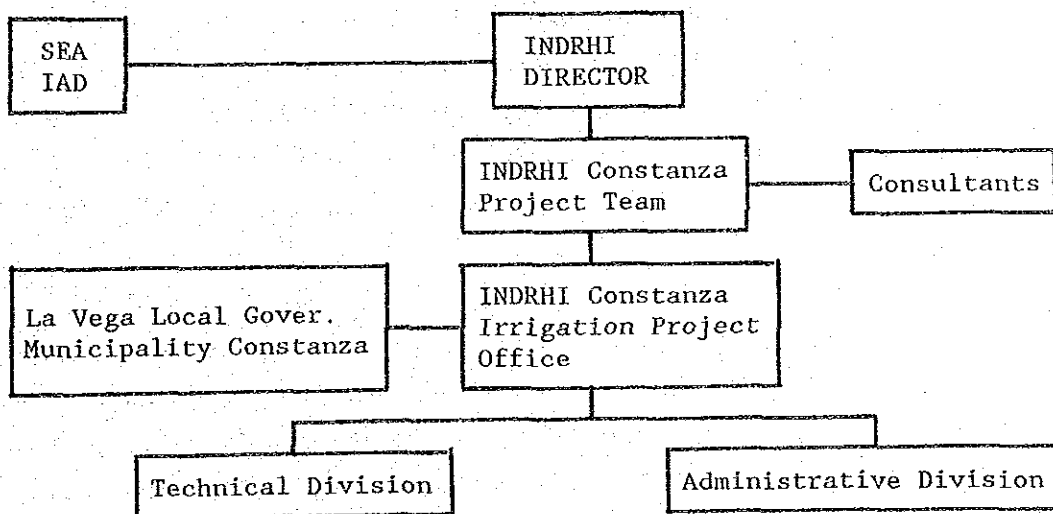 SEA
IAD
INDRHI
DIRECTOR
INDRHI Constanza
Project Team
Consultants
La Vega Local Gover.
Municipality Constanza
INDRHI Constanza
Irrigation Project
Office
Technical Division
Administrative Division